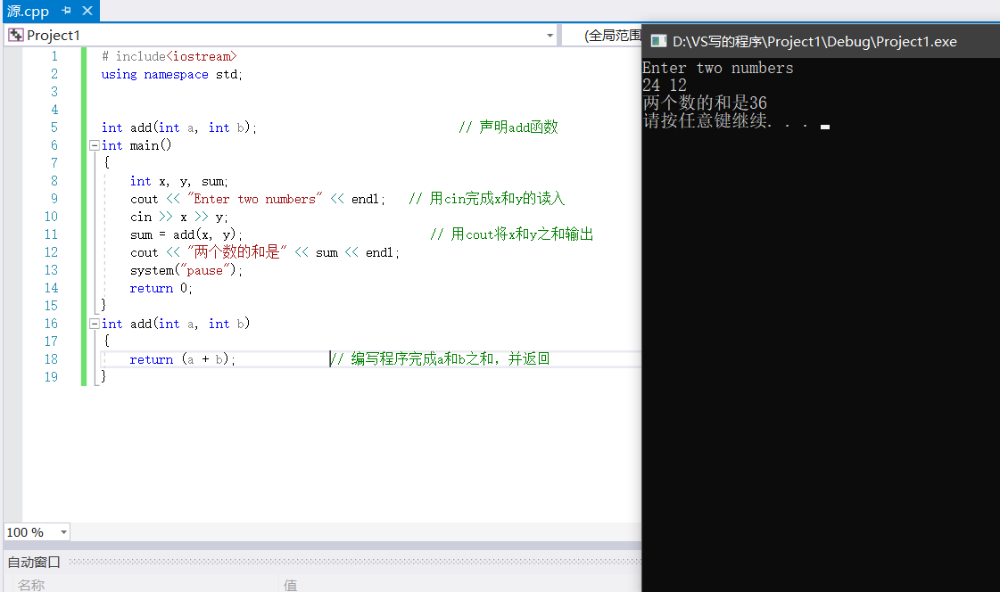 源.cpp
Project1
(全局范围
1 # include<iostream>
2 using namespace std;
3
4
5 int add(int a, int b); // 声明add函数
6 int main()
7 {
8 int x, y, sum;
9 cout << "Enter two numbers" << endl; // 用cin完成x和y的读入
10 cin >> x >> y;
11 sum = add(x, y); // 用cout将x和y之和输出
12 cout << "两个数的和是" << sum << endl;
13 system("pause");
14 return 0;
15 }
16 int add(int a, int b)
17 {
18 return (a + b); // 编写程序完成a和b之和，并返回
19 }
100 %
自动窗口
名称 值
D:\VS写的程序\Project1\Debug\Project1.exe
Enter two numbers
24 12
两个数的和是36
请按任意键继续. . .